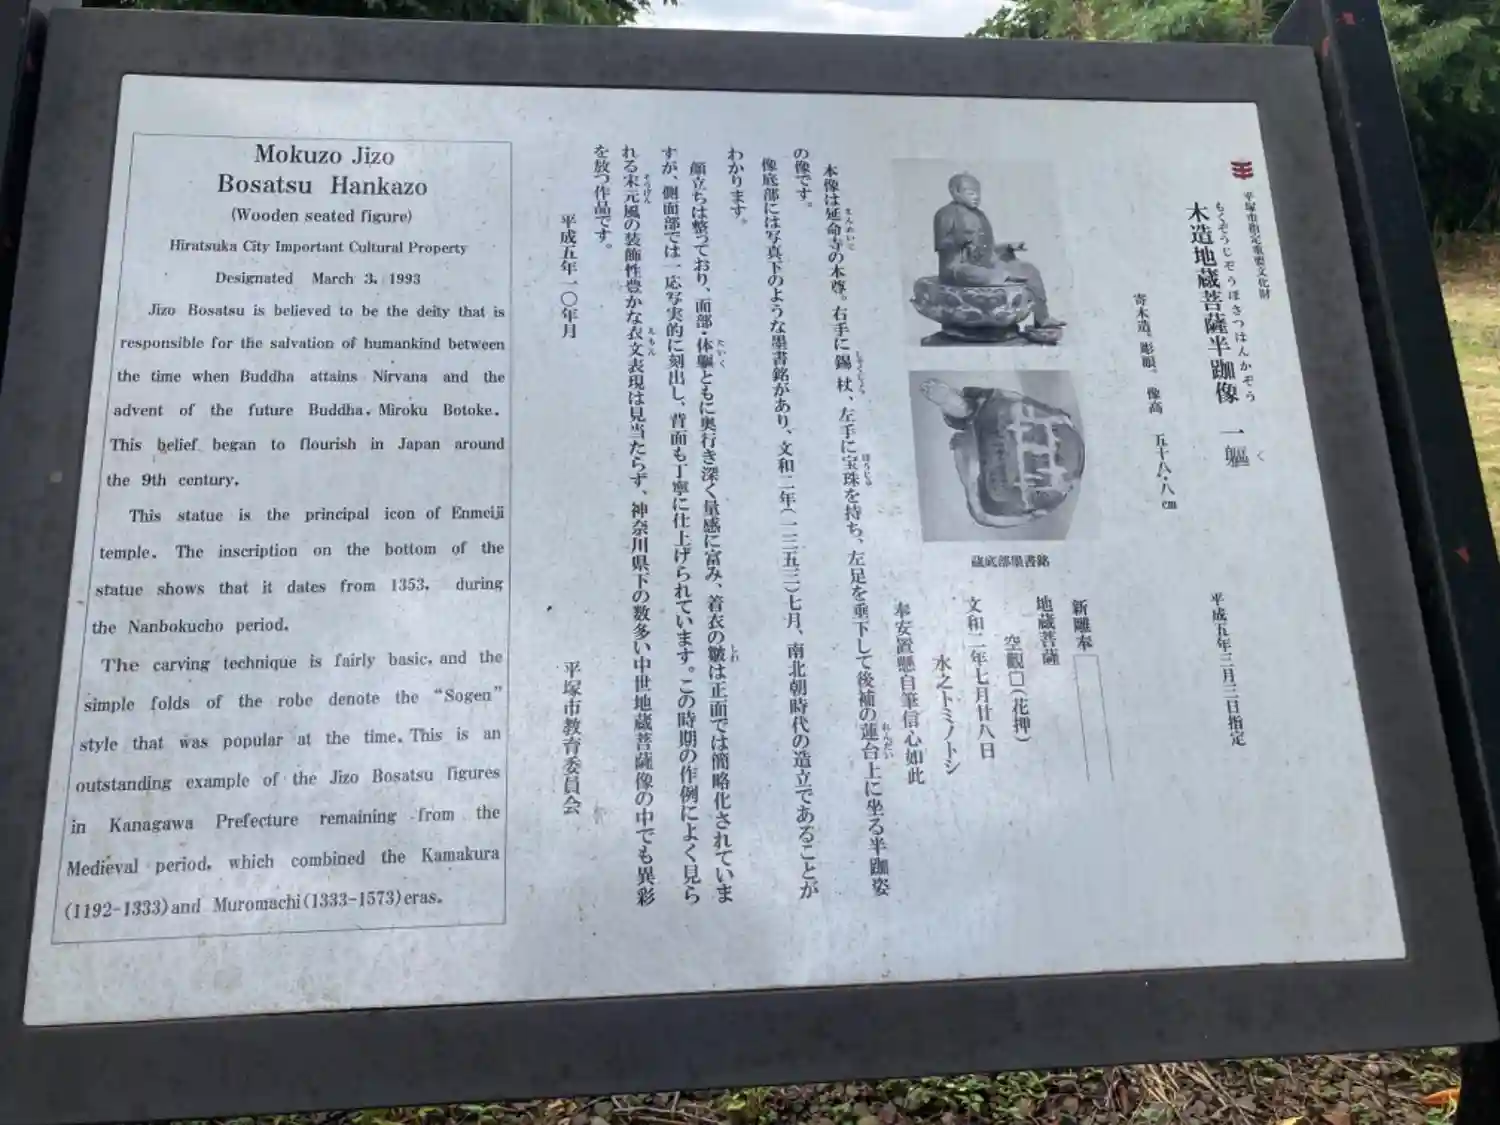 Mokuzo Jizo
Bosatsu Hankazo
(Wooden seated figure)
Hiratsuka City Important Cultural Property
Designated March 3, 1993
Jizo Bosatsu is believed to be the deity that is
responsible for the salvation of humankind between
the time when Buddha attains Nirvana and the
advent of the future Buddha, Miroku Botoke.
This belief began to flourish in Japan around
the 9th century.
This statue is the principal icon of Enmeiji
temple. The inscription on the bottom of the
statue shows that it dates from 1353, during
the Nanbokucho period.
The carving technique is fairly basic, and the
simple folds of the robe denote the “Sogen”
style that was popular at the time. This is an
outstanding example of the Jizo Bosatsu figures
in Kanagawa Prefecture remaining from the
Medieval period, which combined the Kamakura
(1192-1333)and Muromachi(1333-1573)eras.
平塚市指定重要文化財
もくぞうじぞうぼさつはんかぞう く
木造地蔵菩薩半跏像 一軀
平成五年三月三日指定
寄木造。彫眼。像高 五十八・八cm
蔵底部墨書銘
新雕奉
地蔵菩薩
空觀□(花押)
文和二年七月廿八日
水之トミノトシ
奉安置懸自筆信心如此
本像は延命寺の本尊。右手に錫杖、左手に宝珠を持ち、左足を垂下して後補の蓮台上に坐る半跏姿
の像です。
像底部には写真下のような墨書銘があり、文和二年(一三五三)七月、南北朝時代の造立であることが
わかります。
顔立ちは整っており、面部・体軀ともに奥行き深く量感に富み、着衣の皺は正面では簡略化されていま
すが、側面部では一応写実的に刻出し、背面も丁寧に仕上げられています。この時期の作例によく見ら
れる宋元風の装飾性豊かな衣文表現は見当たらず、神奈川県下の数多い中世地蔵菩薩像の中でも異彩
を放つ作品です。
平成五年一〇年月
平塚市教育委員会